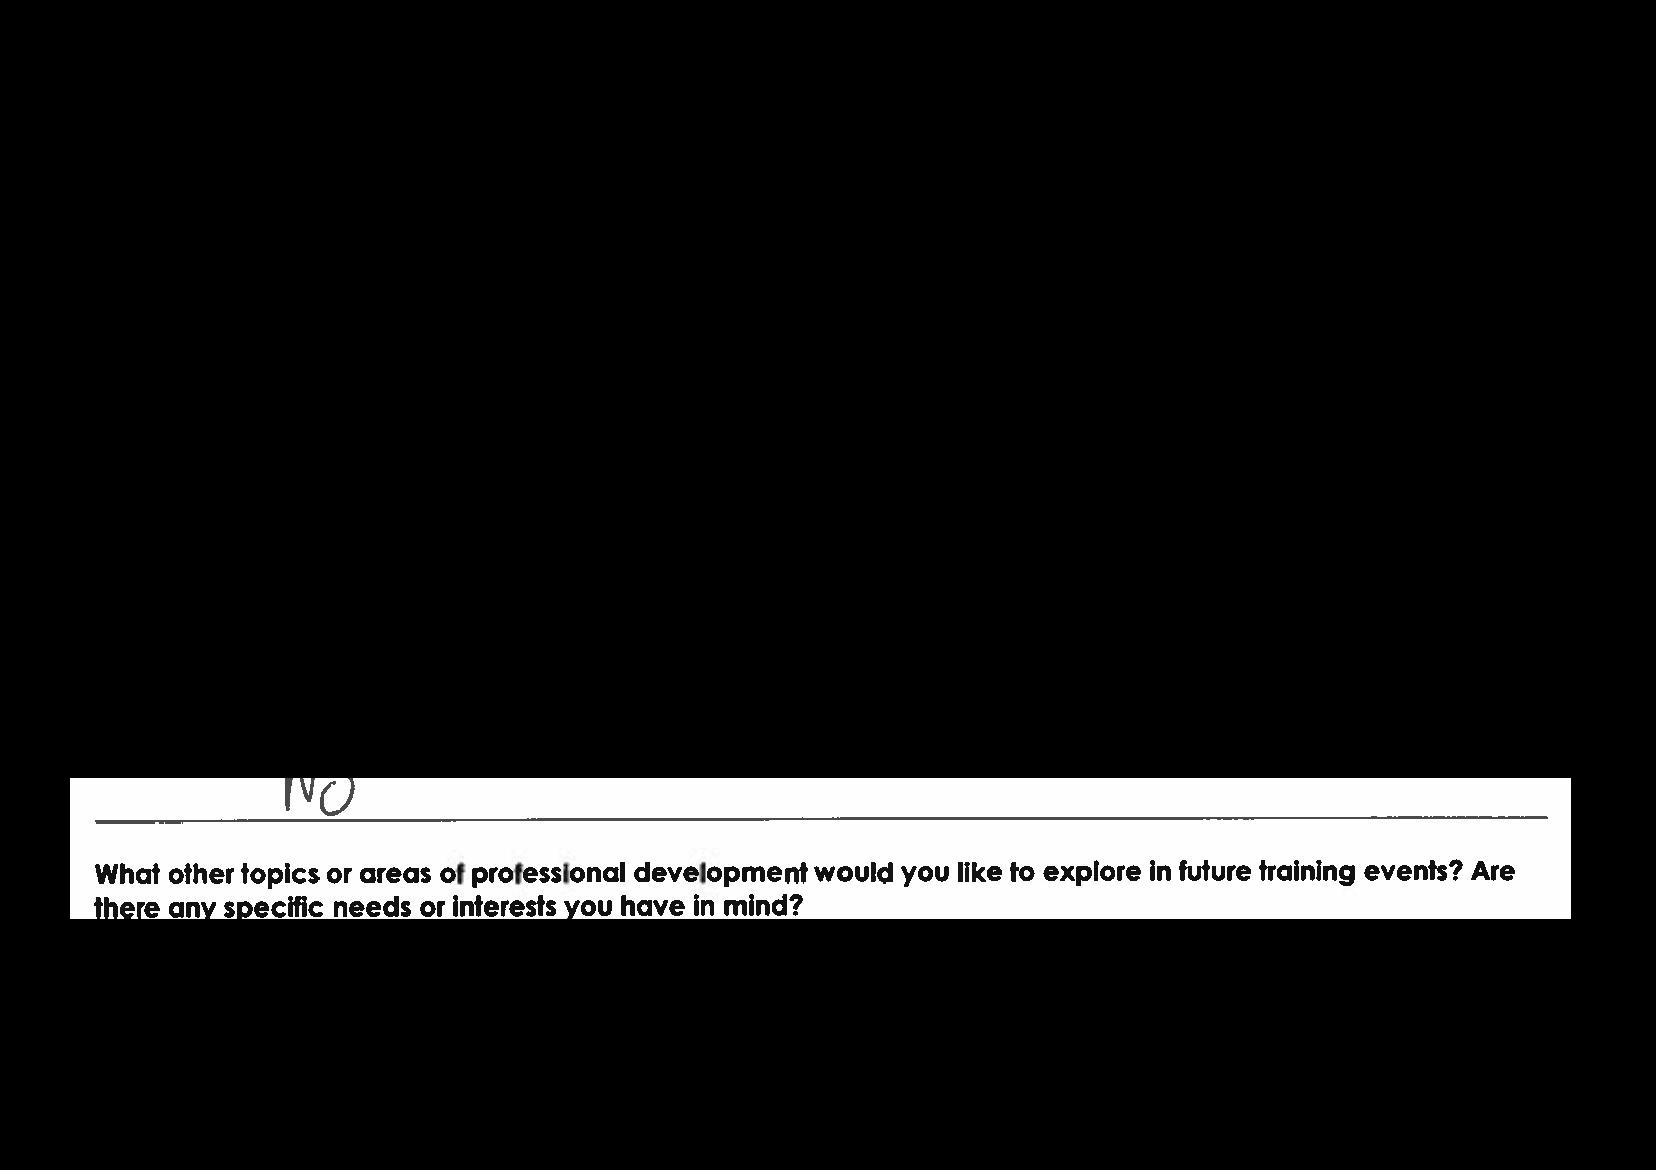 NO
What other topics or areas of professional development would you like to explore in future training events? Are
there any specific needs or interests you have in mind?